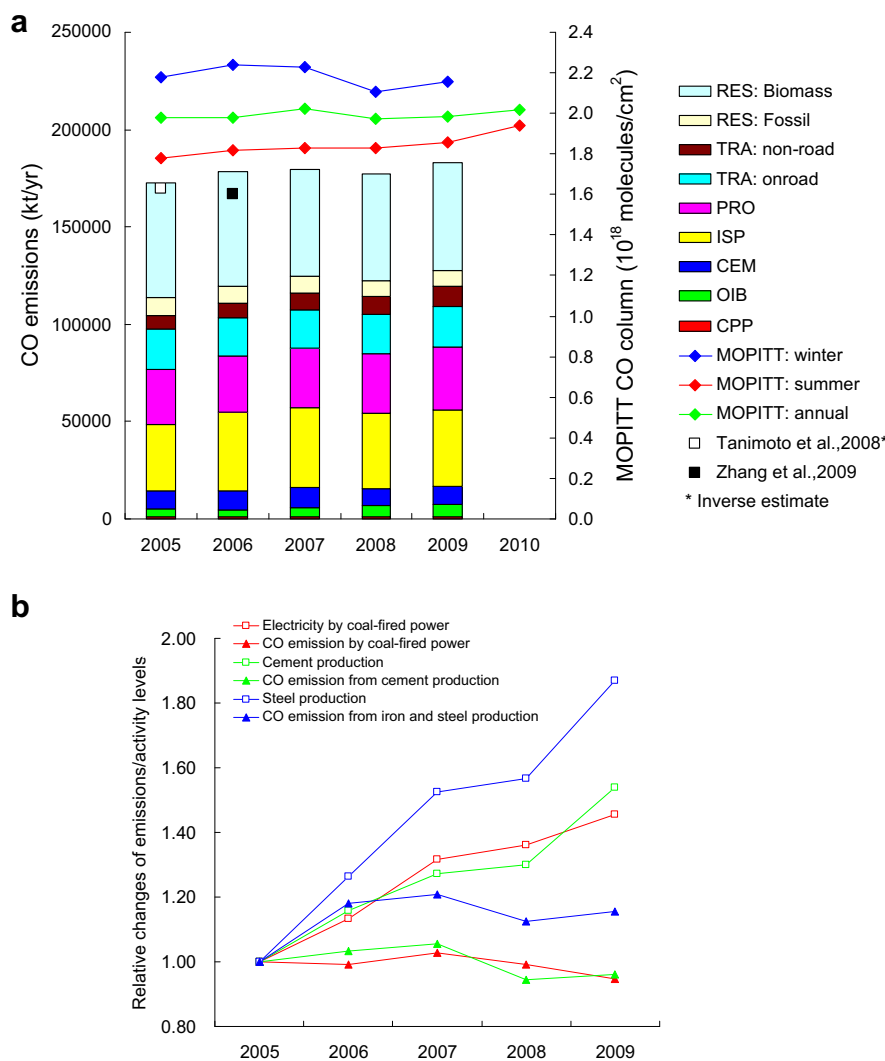 a
CO emissions (kt/yr)
250000
200000
150000
100000
50000
0
2005 2006 2007 2008 2009 2010
2.4
2.2
2.0
1.8
1.6
1.4
1.2
1.0
0.8
0.6
0.4
0.2
0.0
MOPITT CO column (10^18 molecules/cm^2)
RES: Biomass
RES: Fossil
TRA: non-road
TRA: onroad
PRO
ISP
CEM
OIB
CPP
MOPITT: winter
MOPITT: summer
MOPITT: annual
Tanimoto et al.,2008*
Zhang et al.,2009
* Inverse estimate
b
Relative changes of emissions/activity levels
Electricity by coal-fired power
CO emission by coal-fired power
Cement production
CO emission from cement production
Steel production
CO emission from iron and steel production
2.00
1.80
1.60
1.40
1.20
1.00
0.80
2005 2006 2007 2008 2009